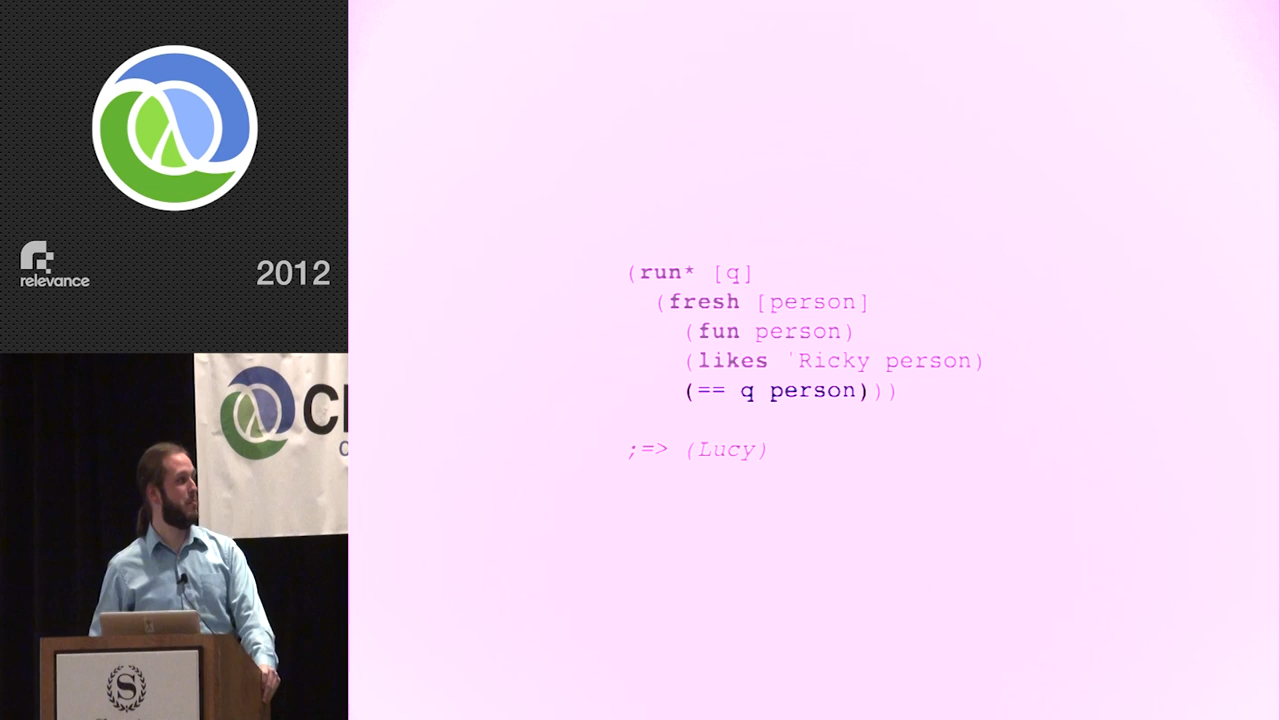 relevance
2012
(run* [q]
(fresh [person]
(fun person)
(likes 'Ricky person)
(== q person)))
;=> (Lucy)
S